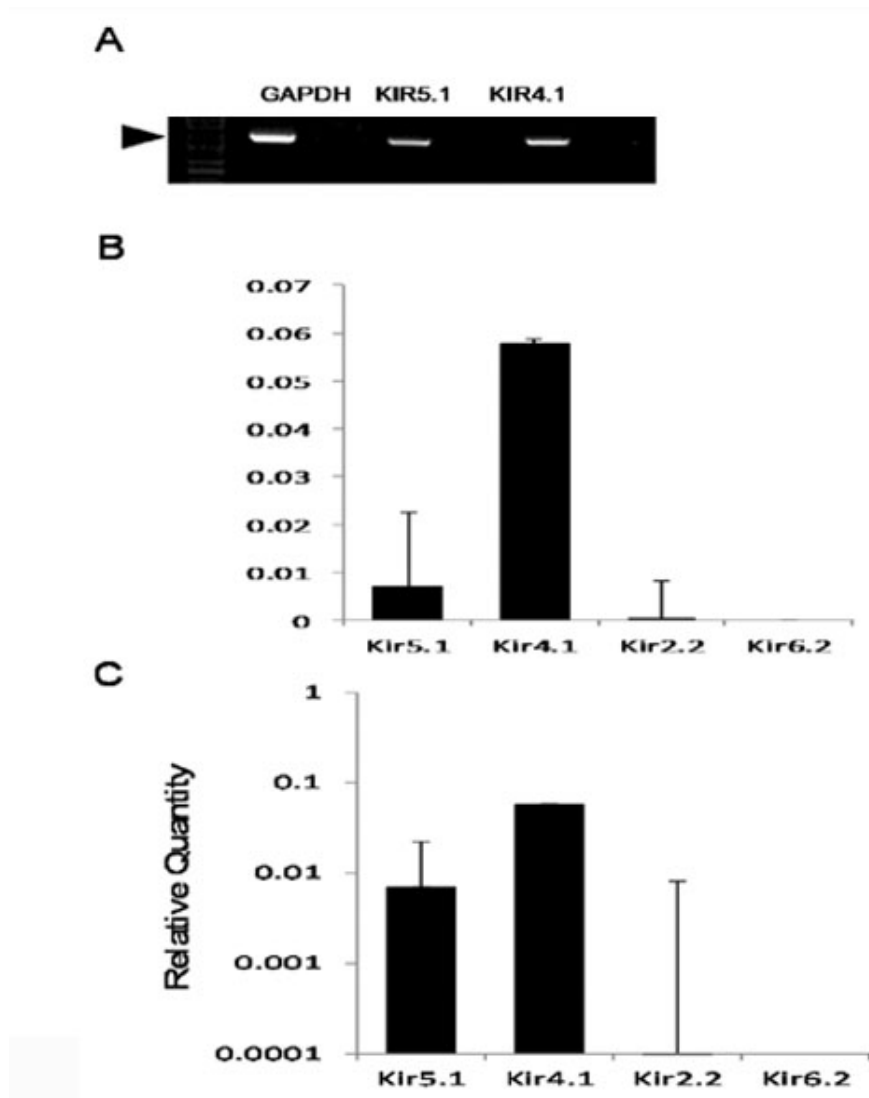 A
GAPDH KIR5.1 KIR4.1
B
0.07
0.06
0.05
0.04
0.03
0.02
0.01
0
Kir5.1 Kir4.1 Kir2.2 Kir6.2
C
Relative Quantity
1
0.1
0.01
0.001
0.0001
Kir5.1 Kir4.1 Kir2.2 Kir6.2